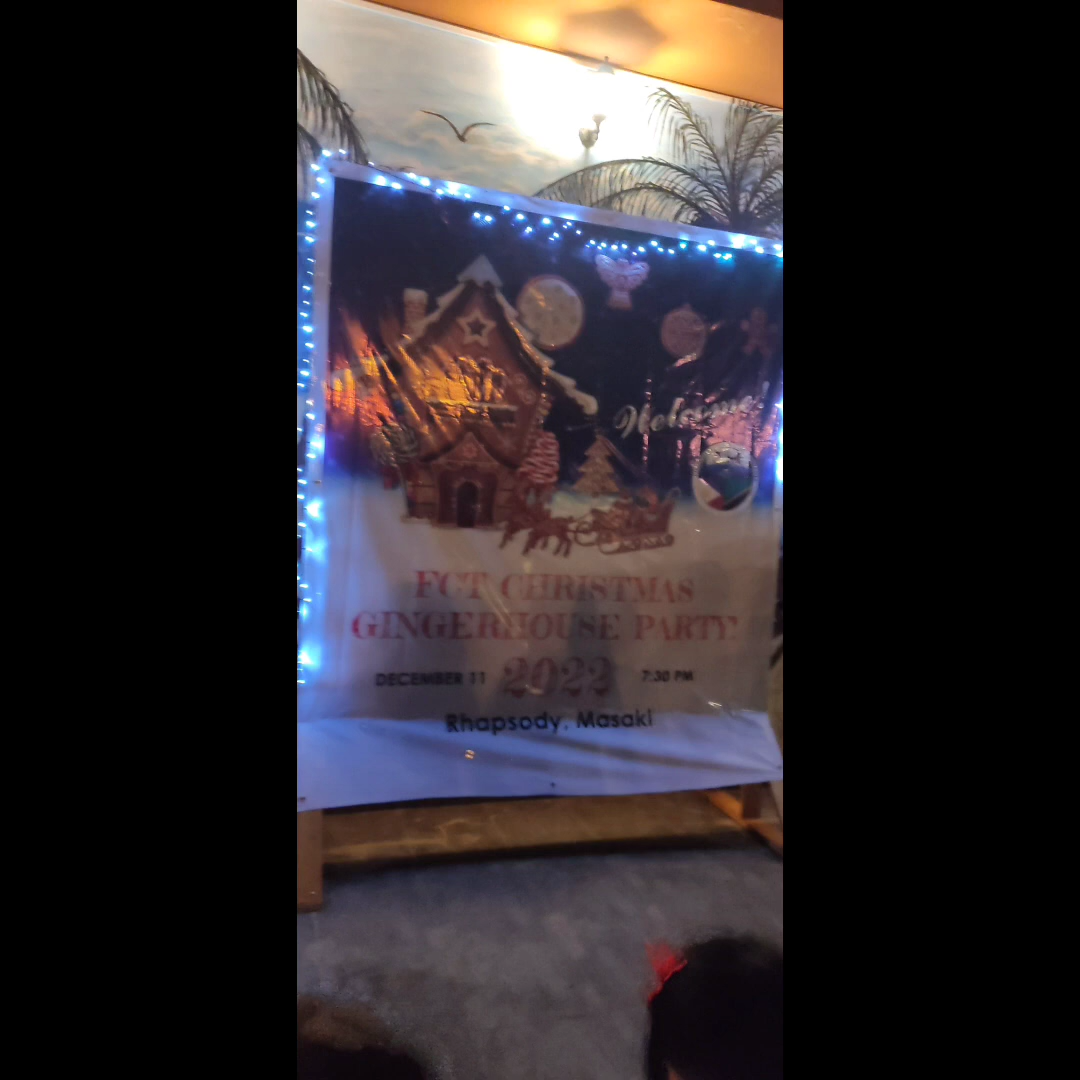 Welcome
FCT CHRISTMAS
GINGERHOUSE PARTY
DECEMBER 11 2022 7:30 PM
Rhapsody, Masaki